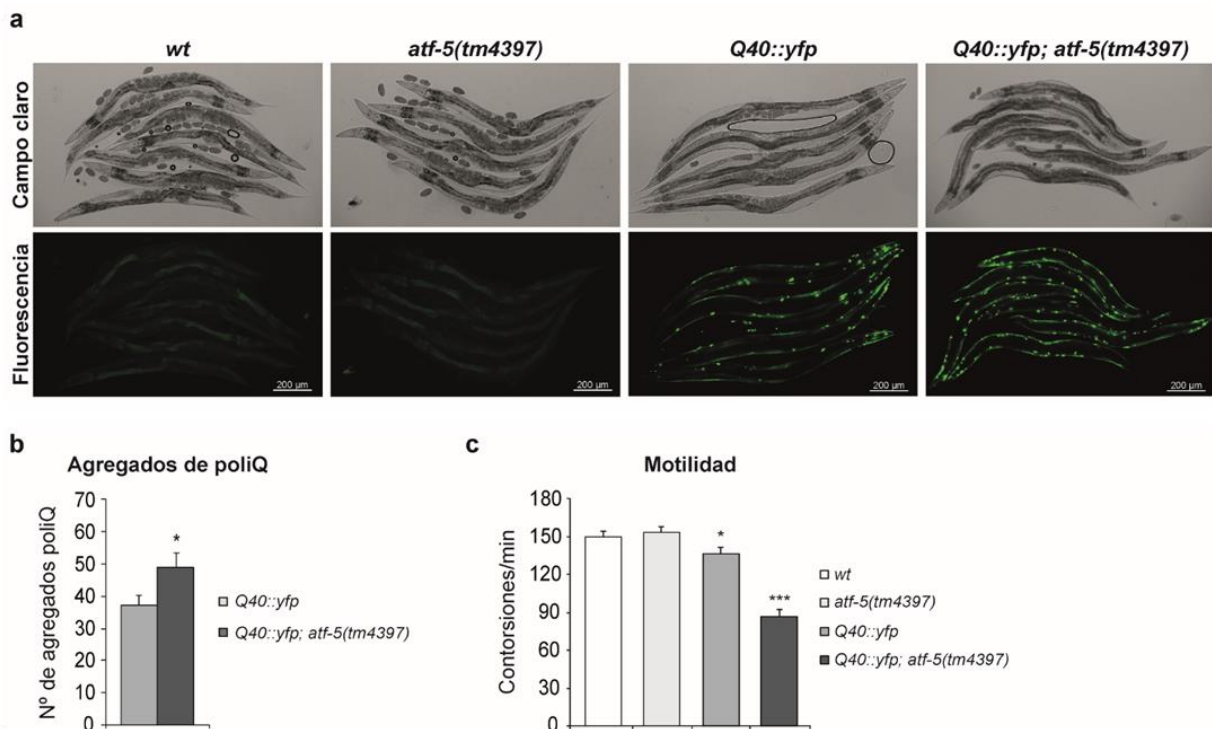 a
wt atf-5(tm4397) Q40::yfp Q40::yfp; atf-5(tm4397)
Campo claro
Fluorescencia
200 µm 200 µm 200 µm 200 µm
b
Agregados de poliQ
Nº de agregados poliQ
70
60
50
40
30
20
10
0
*
Q40::yfp
Q40::yfp; atf-5(tm4397)
c
Motilidad
Contorsiones/min
180
150
120
90
60
30
0
*
***
wt
atf-5(tm4397)
Q40::yfp
Q40::yfp; atf-5(tm4397)